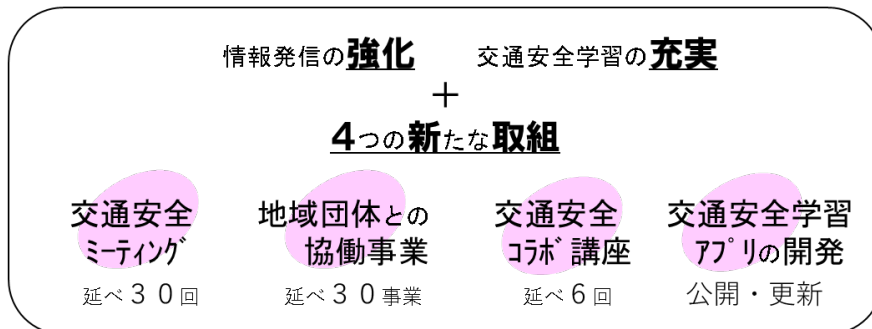 情報発信の強化　交通安全学習の充実
＋
４つの新たな取組
交通安全
ﾐｰﾃｨﾝｸﾞ
延べ３０回
地域団体との
協働事業
延べ３０事業
交通安全
ｺﾗﾎﾞ講座
延べ６回
交通安全学習
ｱﾌﾟﾘの開発
公開・更新